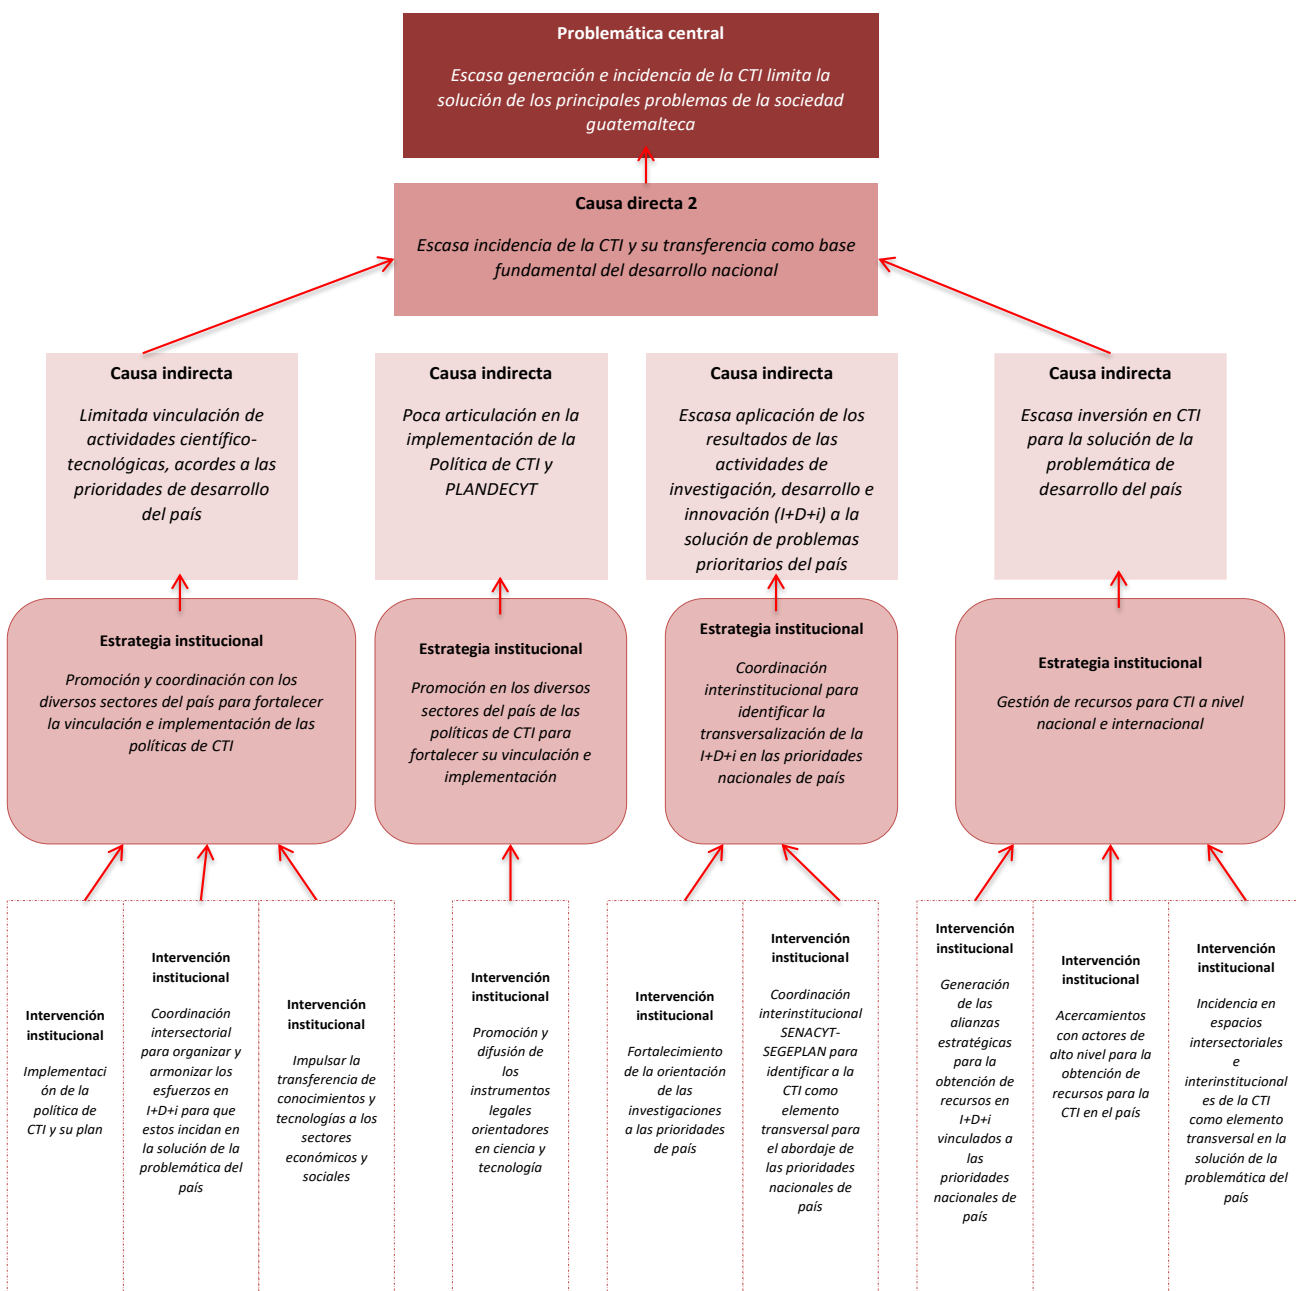 Problemática central
Escasa generación e incidencia de la CTI limita la
solución de los principales problemas de la sociedad
guatemalteca
Causa directa 2
Escasa incidencia de la CTI y su transferencia como base
fundamental del desarrollo nacional
Causa indirecta
Limitada vinculación de
actividades científico-
tecnológicas, acordes a las
prioridades de desarrollo
del país
Causa indirecta
Poca articulación en la
implementación de la
Política de CTI y
PLANDECYT
Causa indirecta
Escasa aplicación de los
resultados de las
actividades de
investigación, desarrollo e
innovación (I+D+i) a la
solución de problemas
prioritarios del país
Causa indirecta
Escasa inversión en CTI
para la solución de la
problemática de
desarrollo del país
Estrategia institucional
Promoción y coordinación con los
diversos sectores del país para fortalecer
la vinculación e implementación de las
políticas de CTI
Estrategia institucional
Promoción en los diversos
sectores del país de las
políticas de CTI para
fortalecer su vinculación e
implementación
Estrategia institucional
Coordinación
interinstitucional para
identificar la
transversalización de la
I+D+i en las prioridades
nacionales de país
Estrategia institucional
Gestión de recursos para CTI a nivel
nacional e internacional
Intervención
institucional
Implementaci
ón de la
política de
CTI y su plan
Intervención
institucional
Coordinación
intersectorial
para organizar y
armonizar los
esfuerzos en
I+D+i para que
estos incidan en
la solución de la
problemática del
país
Intervención
institucional
Impulsar la
transferencia de
conocimientos y
tecnologías a los
sectores
económicos y
sociales
Intervención
institucional
Promoción y
difusión de
los
instrumentos
legales
orientadores
en ciencia y
tecnología
Intervención
institucional
Fortalecimiento
de la orientación
de las
investigaciones
a las prioridades
de país
Intervención
institucional
Coordinación
interinstitucional
SENACYT-
SEGEPLAN para
identificar a la
CTI como
elemento
transversal para
el abordaje de
las prioridades
nacionales de
país
Intervención
institucional
Generación
de las
alianzas
estratégicas
para la
obtención de
recursos en
I+D+i
vinculados a
las
prioridades
nacionales de
país
Intervención
institucional
Acercamientos
con actores de
alto nivel para la
obtención de
recursos para la
CTI en el país
Intervención
institucional
Incidencia en
espacios
intersectoriales
e
interinstitucional
es de la CTI
como elemento
transversal en la
solución de la
problemática del
país